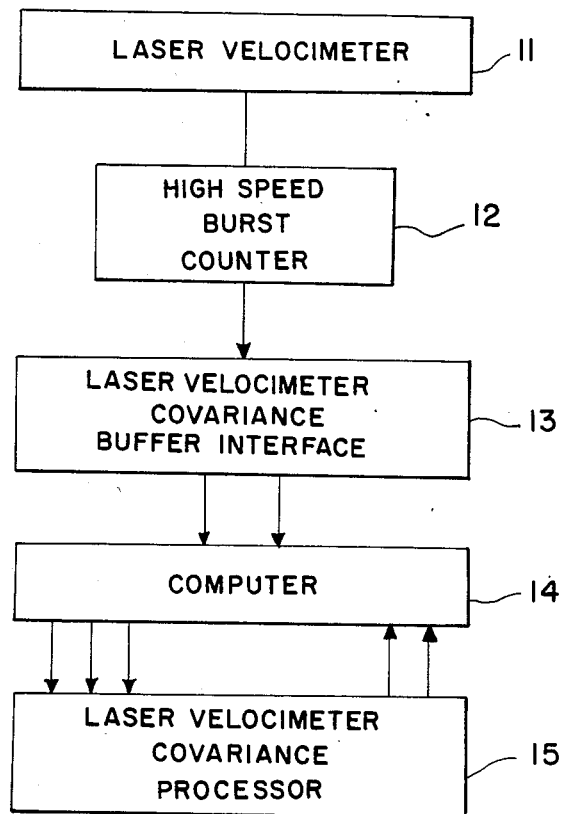 LASER VELOCIMETER
11
HIGH SPEED
BURST
COUNTER
12
LASER VELOCIMETER
COVARIANCE
BUFFER INTERFACE
13
COMPUTER
14
LASER VELOCIMETER
COVARIANCE
PROCESSOR
15